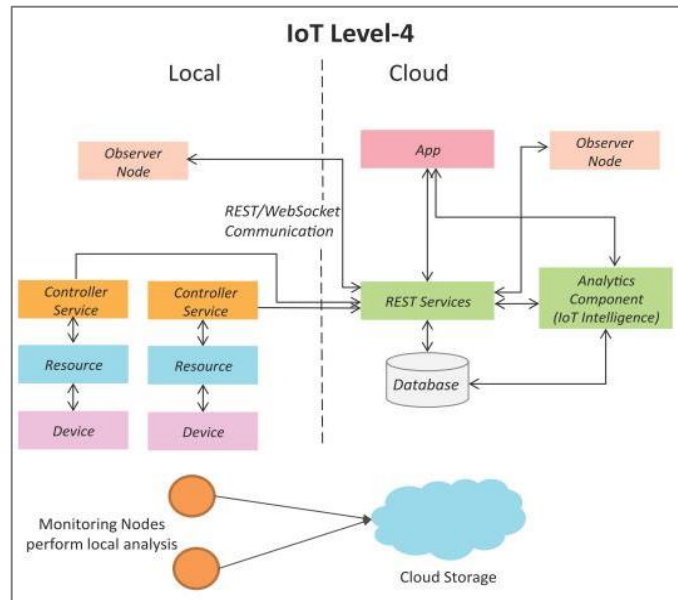 IoT Level-4
Local
Cloud
Observer
Node
App
Observer
Node
REST/WebSocket
Communication
Controller
Service
Controller
Service
REST Services
Analytics
Component
(IoT Intelligence)
Resource
Resource
Database
Device
Device
Monitoring Nodes
perform local analysis
Cloud Storage